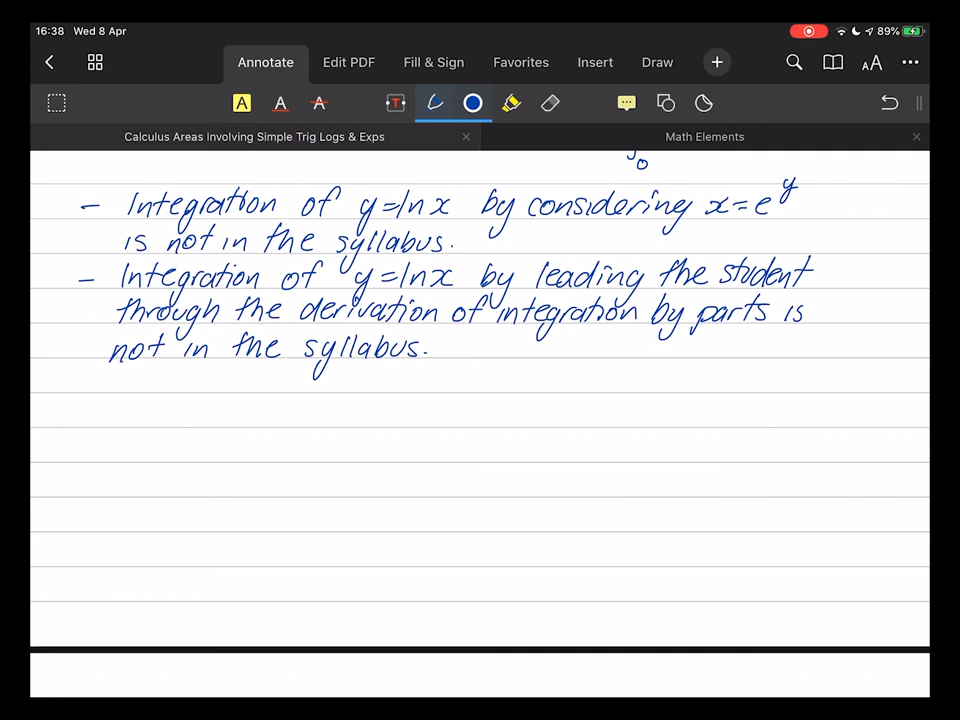 16:38 Wed 8 Apr 89%
Annotate Edit PDF Fill & Sign Favorites Insert Draw
Calculus Areas Involving Simple Trig Logs & Exps Math Elements
0
- Integration of y=ln x by considering x=e^y
is not in the syllabus.
- Integration of y=ln x by leading the student
through the derivation of integration by parts is
not in the syllabus.